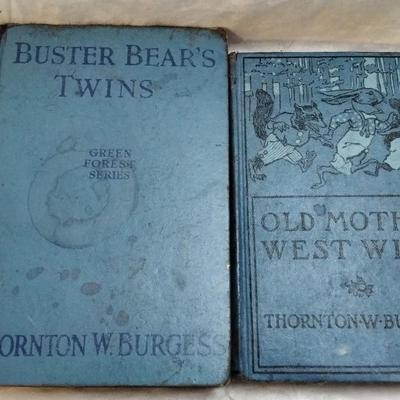 BUSTER BEAR'S
TWINS
GREEN
FOREST
SERIES
ORNTON W. BURGESS
OLD MOTH
WEST WI
THORNTON·W·BU